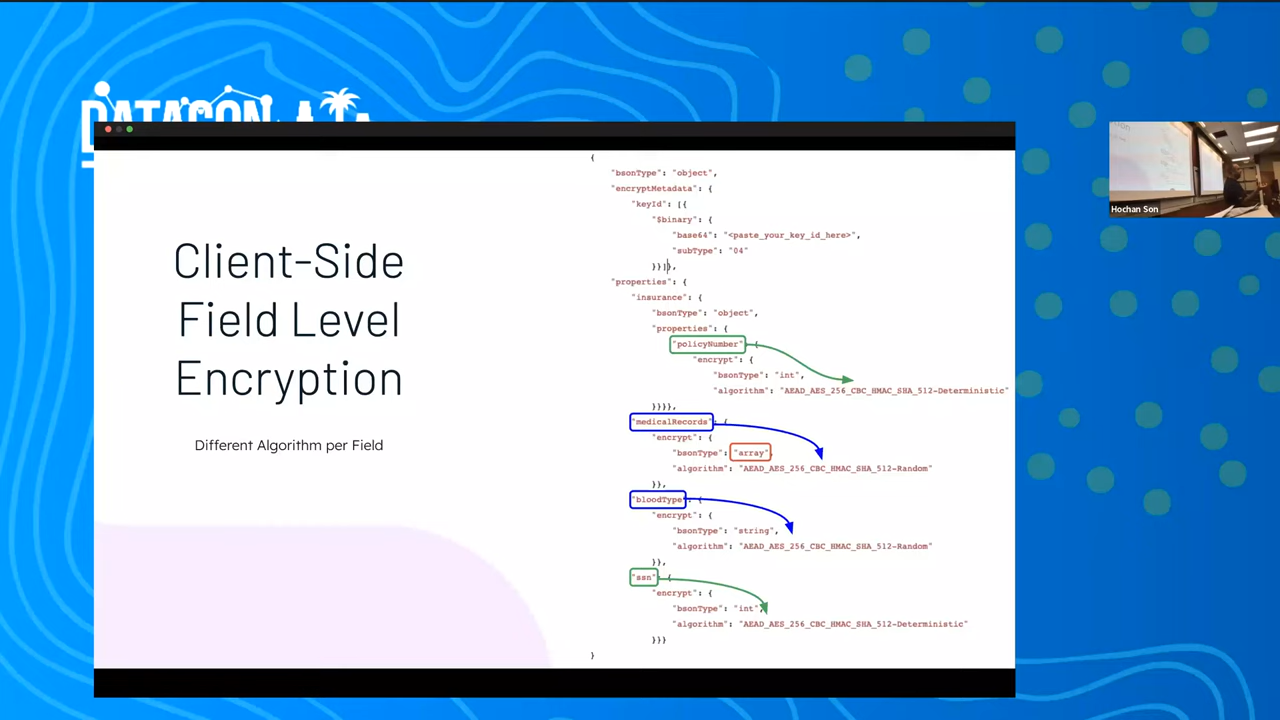 DATACON LA
Client-Side
Field Level
Encryption
Different Algorithm per Field
{
"bsonType": "object",
"encryptMetadata": {
"keyId": [{
"$binary": {
"base64": "<paste_your_key_id_here>",
"subType": "04"
}}]},
"properties": {
"insurance": {
"bsonType": "object",
"properties": {
"policyNumber": {
"encrypt": {
"bsonType": "int",
"algorithm": "AEAD_AES_256_CBC_HMAC_SHA_512-Deterministic"
}}}},
"medicalRecords": {
"encrypt": {
"bsonType": "array",
"algorithm": "AEAD_AES_256_CBC_HMAC_SHA_512-Random"
}},
"bloodType": {
"encrypt": {
"bsonType": "string",
"algorithm": "AEAD_AES_256_CBC_HMAC_SHA_512-Random"
}},
"ssn": {
"encrypt": {
"bsonType": "int",
"algorithm": "AEAD_AES_256_CBC_HMAC_SHA_512-Deterministic"
}}}
}
Hochan Son